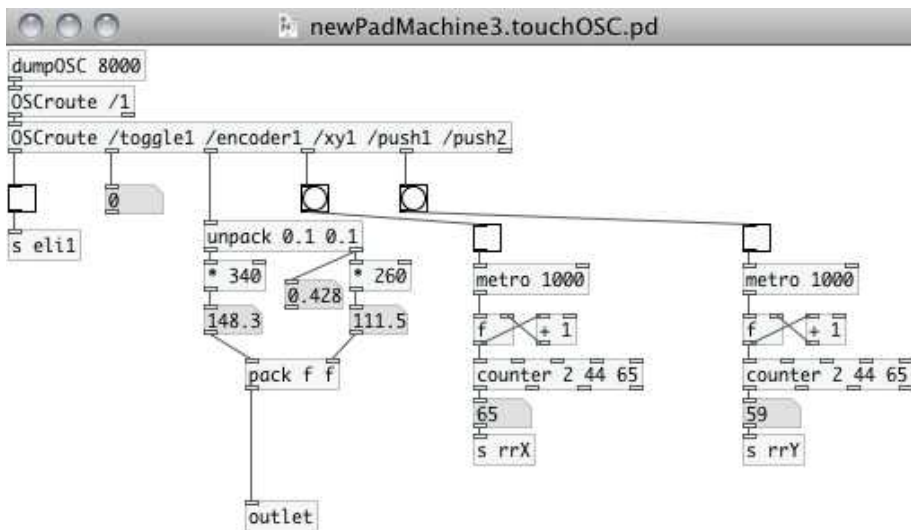 newPadMachine3.touchOSC.pd
dumpOSC 8000
OSCroute /1
OSCroute /toggle1 /encoder1 /xy1 /push1 /push2
0
s eli1
unpack 0.1 0.1
* 340
0.428
* 260
148.3
111.5
pack f f
outlet
metro 1000
f
+ 1
counter 2 44 65
65
s rrX
metro 1000
f
+ 1
counter 2 44 65
59
s rrY